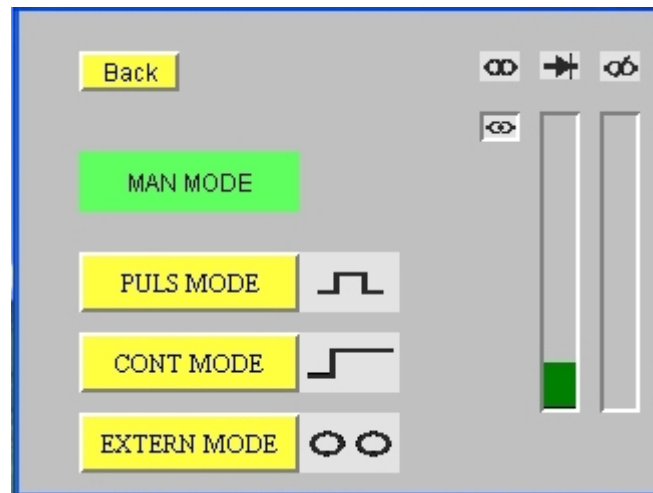 Back
MAN MODE
PULS MODE
CONT MODE
EXTERN MODE